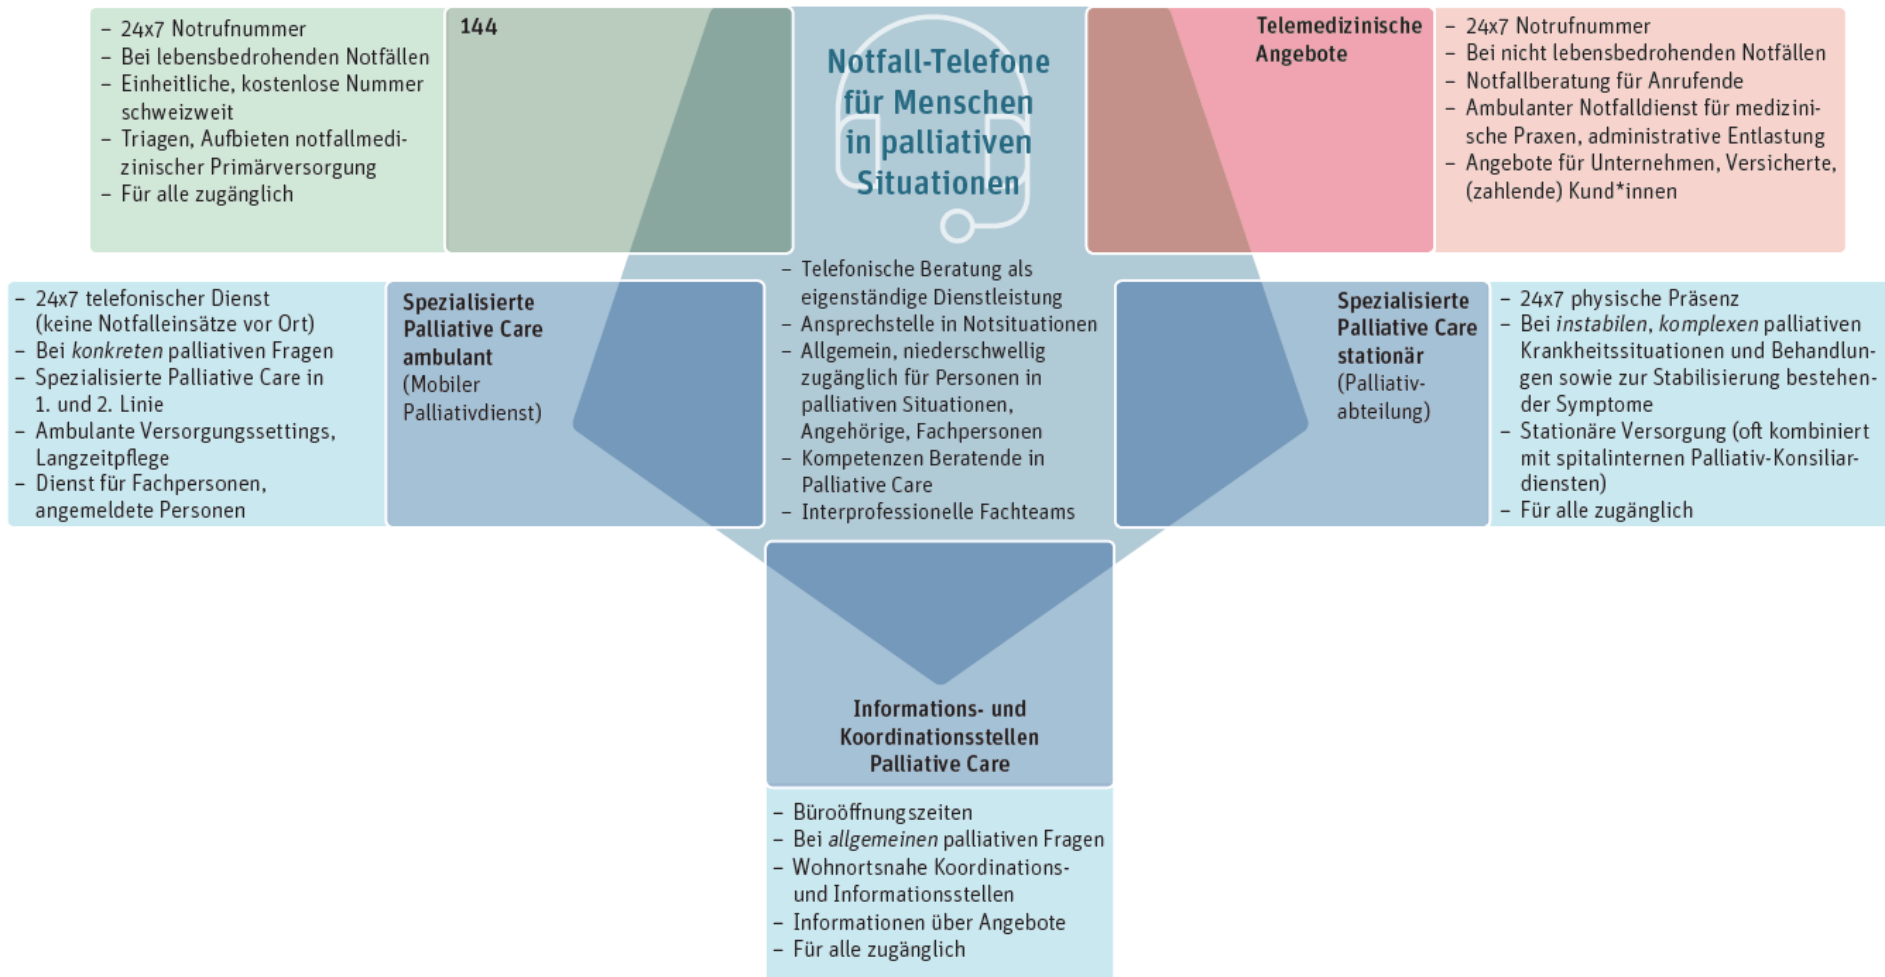 – 24x7 Notrufnummer
– Bei lebensbedrohenden Notfällen
– Einheitliche, kostenlose Nummer
schweizweit
– Triagen, Aufbieten notfallmedi-
zinischer Primärversorgung
– Für alle zugänglich
144
Notfall-Telefone
für Menschen
in palliativen
Situationen
– Telefonische Beratung als
eigenständige Dienstleistung
– Ansprechstelle in Notsituationen
– Allgemein, niederschwellig
zugänglich für Personen in
palliativen Situationen,
Angehörige, Fachpersonen
– Kompetenzen Beratende in
Palliative Care
– Interprofessionelle Fachteams
Telemedizinische
Angebote
– 24x7 Notrufnummer
– Bei nicht lebensbedrohenden Notfällen
– Notfallberatung für Anrufende
– Ambulanter Notfalldienst für medizini-
sche Praxen, administrative Entlastung
– Angebote für Unternehmen, Versicherte,
(zahlende) Kund*innen
– 24x7 telefonischer Dienst
(keine Notfalleinsätze vor Ort)
– Bei konkreten palliativen Fragen
– Spezialisierte Palliative Care in
1. und 2. Linie
– Ambulante Versorgungssettings,
Langzeitpflege
– Dienst für Fachpersonen,
angemeldete Personen
Spezialisierte
Palliative Care
ambulant
(Mobiler
Palliativdienst)
Spezialisierte
Palliative Care
stationär
(Palliativ-
abteilung)
– 24x7 physische Präsenz
– Bei instabilen, komplexen palliativen
Krankheitssituationen und Behandlun-
gen sowie zur Stabilisierung bestehen-
der Symptome
– Stationäre Versorgung (oft kombiniert
mit spitalinternen Palliativ-Konsiliar-
diensten)
– Für alle zugänglich
Informations- und
Koordinationsstellen
Palliative Care
– Büroöffnungszeiten
– Bei allgemeinen palliativen Fragen
– Wohnortsnahe Koordinations-
und Informationsstellen
– Informationen über Angebote
– Für alle zugänglich